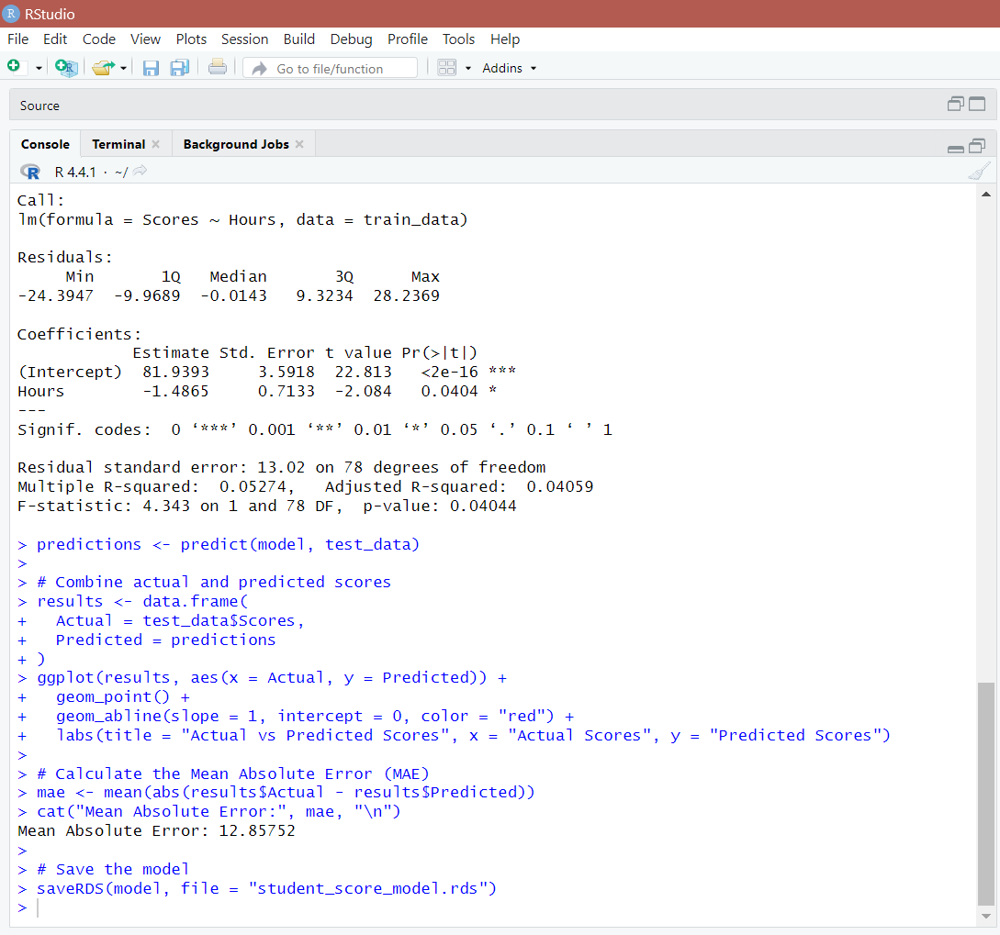 RStudio
File Edit Code View Plots Session Build Debug Profile Tools Help
Go to file/function Addins
Source
Console Terminal Background Jobs
R 4.4.1 · ~/
Call:
lm(formula = Scores ~ Hours, data = train_data)
Residuals:
     Min       1Q   Median       3Q      Max
-24.3947  -9.9689  -0.0143   9.3234  28.2369
Coefficients:
            Estimate Std. Error t value Pr(>|t|)
(Intercept)  81.9393     3.5918  22.813   <2e-16 ***
Hours        -1.4865     0.7133  -2.084   0.0404 *
---
Signif. codes:  0 ‘***’ 0.001 ‘**’ 0.01 ‘*’ 0.05 ‘.’ 0.1 ‘ ’ 1
Residual standard error: 13.02 on 78 degrees of freedom
Multiple R-squared:  0.05274,   Adjusted R-squared:  0.04059
F-statistic: 4.343 on 1 and 78 DF,  p-value: 0.04044
> predictions <- predict(model, test_data)
>
> # Combine actual and predicted scores
> results <- data.frame(
+   Actual = test_data$Scores,
+   Predicted = predictions
+ )
> ggplot(results, aes(x = Actual, y = Predicted)) +
+   geom_point() +
+   geom_abline(slope = 1, intercept = 0, color = "red") +
+   labs(title = "Actual vs Predicted Scores", x = "Actual Scores", y = "Predicted Scores")
>
> # Calculate the Mean Absolute Error (MAE)
> mae <- mean(abs(results$Actual - results$Predicted))
> cat("Mean Absolute Error:", mae, "\n")
Mean Absolute Error: 12.85752
>
> # Save the model
> saveRDS(model, file = "student_score_model.rds")
>